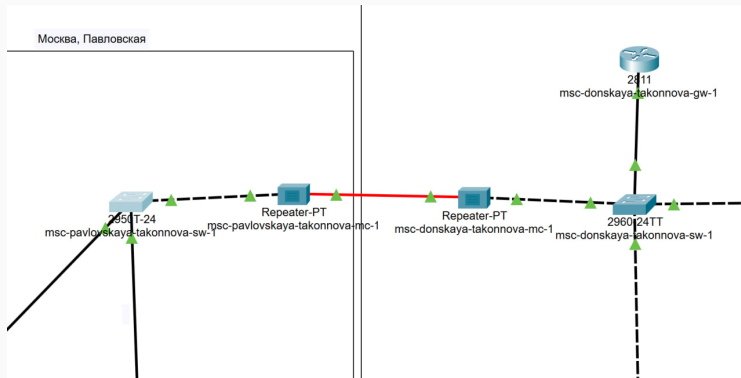 Москва, Павловская
2811
msc-donskaya-takonnova-gw-1
2950T-24
msc-pavlovskaya-takonnova-sw-1
Repeater-PT
msc-pavlovskaya-takonnova-mc-1
Repeater-PT
msc-donskaya-takonnova-mc-1
2960-24TT
msc-donskaya-takonnova-sw-1